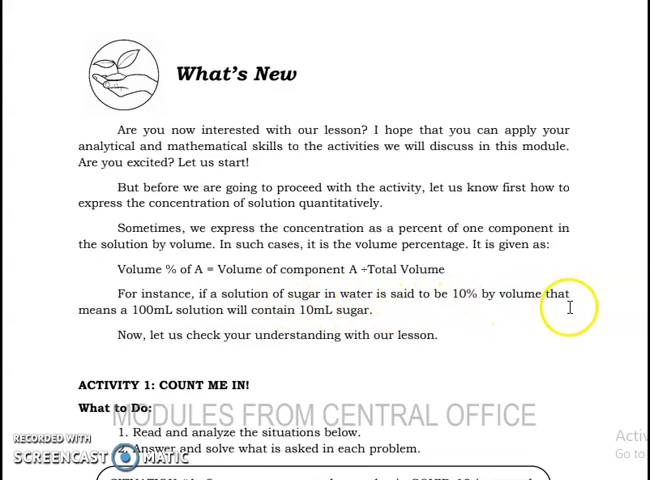 What's New
Are you now interested with our lesson? I hope that you can apply your
analytical and mathematical skills to the activities we will discuss in this module.
Are you excited? Let us start!
But before we are going to proceed with the activity, let us know first how to
express the concentration of solution quantitatively.
Sometimes, we express the concentration as a percent of one component in
the solution by volume. In such cases, it is the volume percentage. It is given as:
Volume % of A = Volume of component A ÷Total Volume
For instance, if a solution of sugar in water is said to be 10% by volume that
means a 100mL solution will contain 10mL sugar.
Now, let us check your understanding with our lesson.
ACTIVITY 1: COUNT ME IN!
What to Do:
MODULES FROM CENTRAL OFFICE
1. Read and analyze the situations below.
2. Answer and solve what is asked in each problem.
RECORDED WITH
SCREENCAST MATIC
Go to